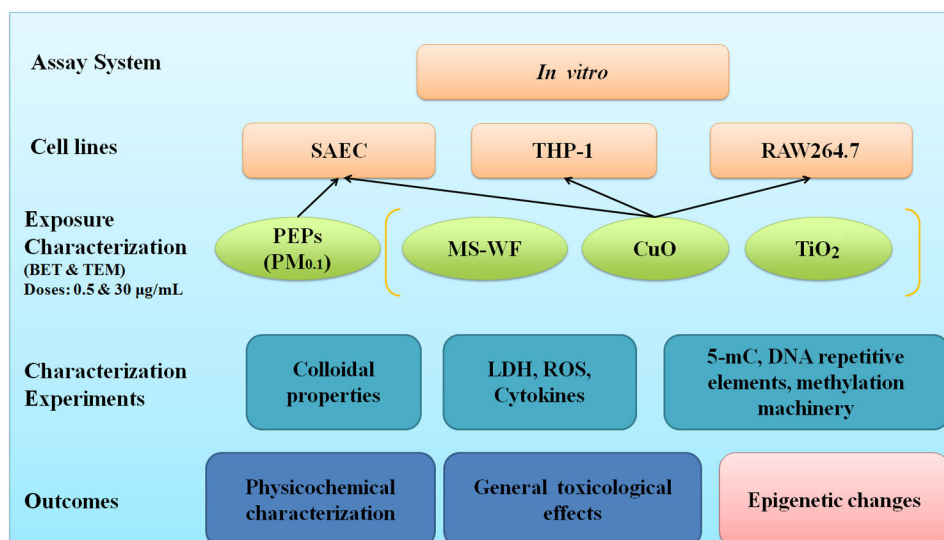 Assay System
In vitro
Cell lines
SAEC
THP-1
RAW264.7
Exposure
Characterization
(BET & TEM)
Doses: 0.5 & 30 µg/mL
PEPs
(PM0.1)
MS-WF
CuO
TiO2
Characterization
Experiments
Colloidal
properties
LDH, ROS,
Cytokines
5-mC, DNA repetitive
elements, methylation
machinery
Outcomes
Physicochemical
characterization
General toxicological
effects
Epigenetic changes